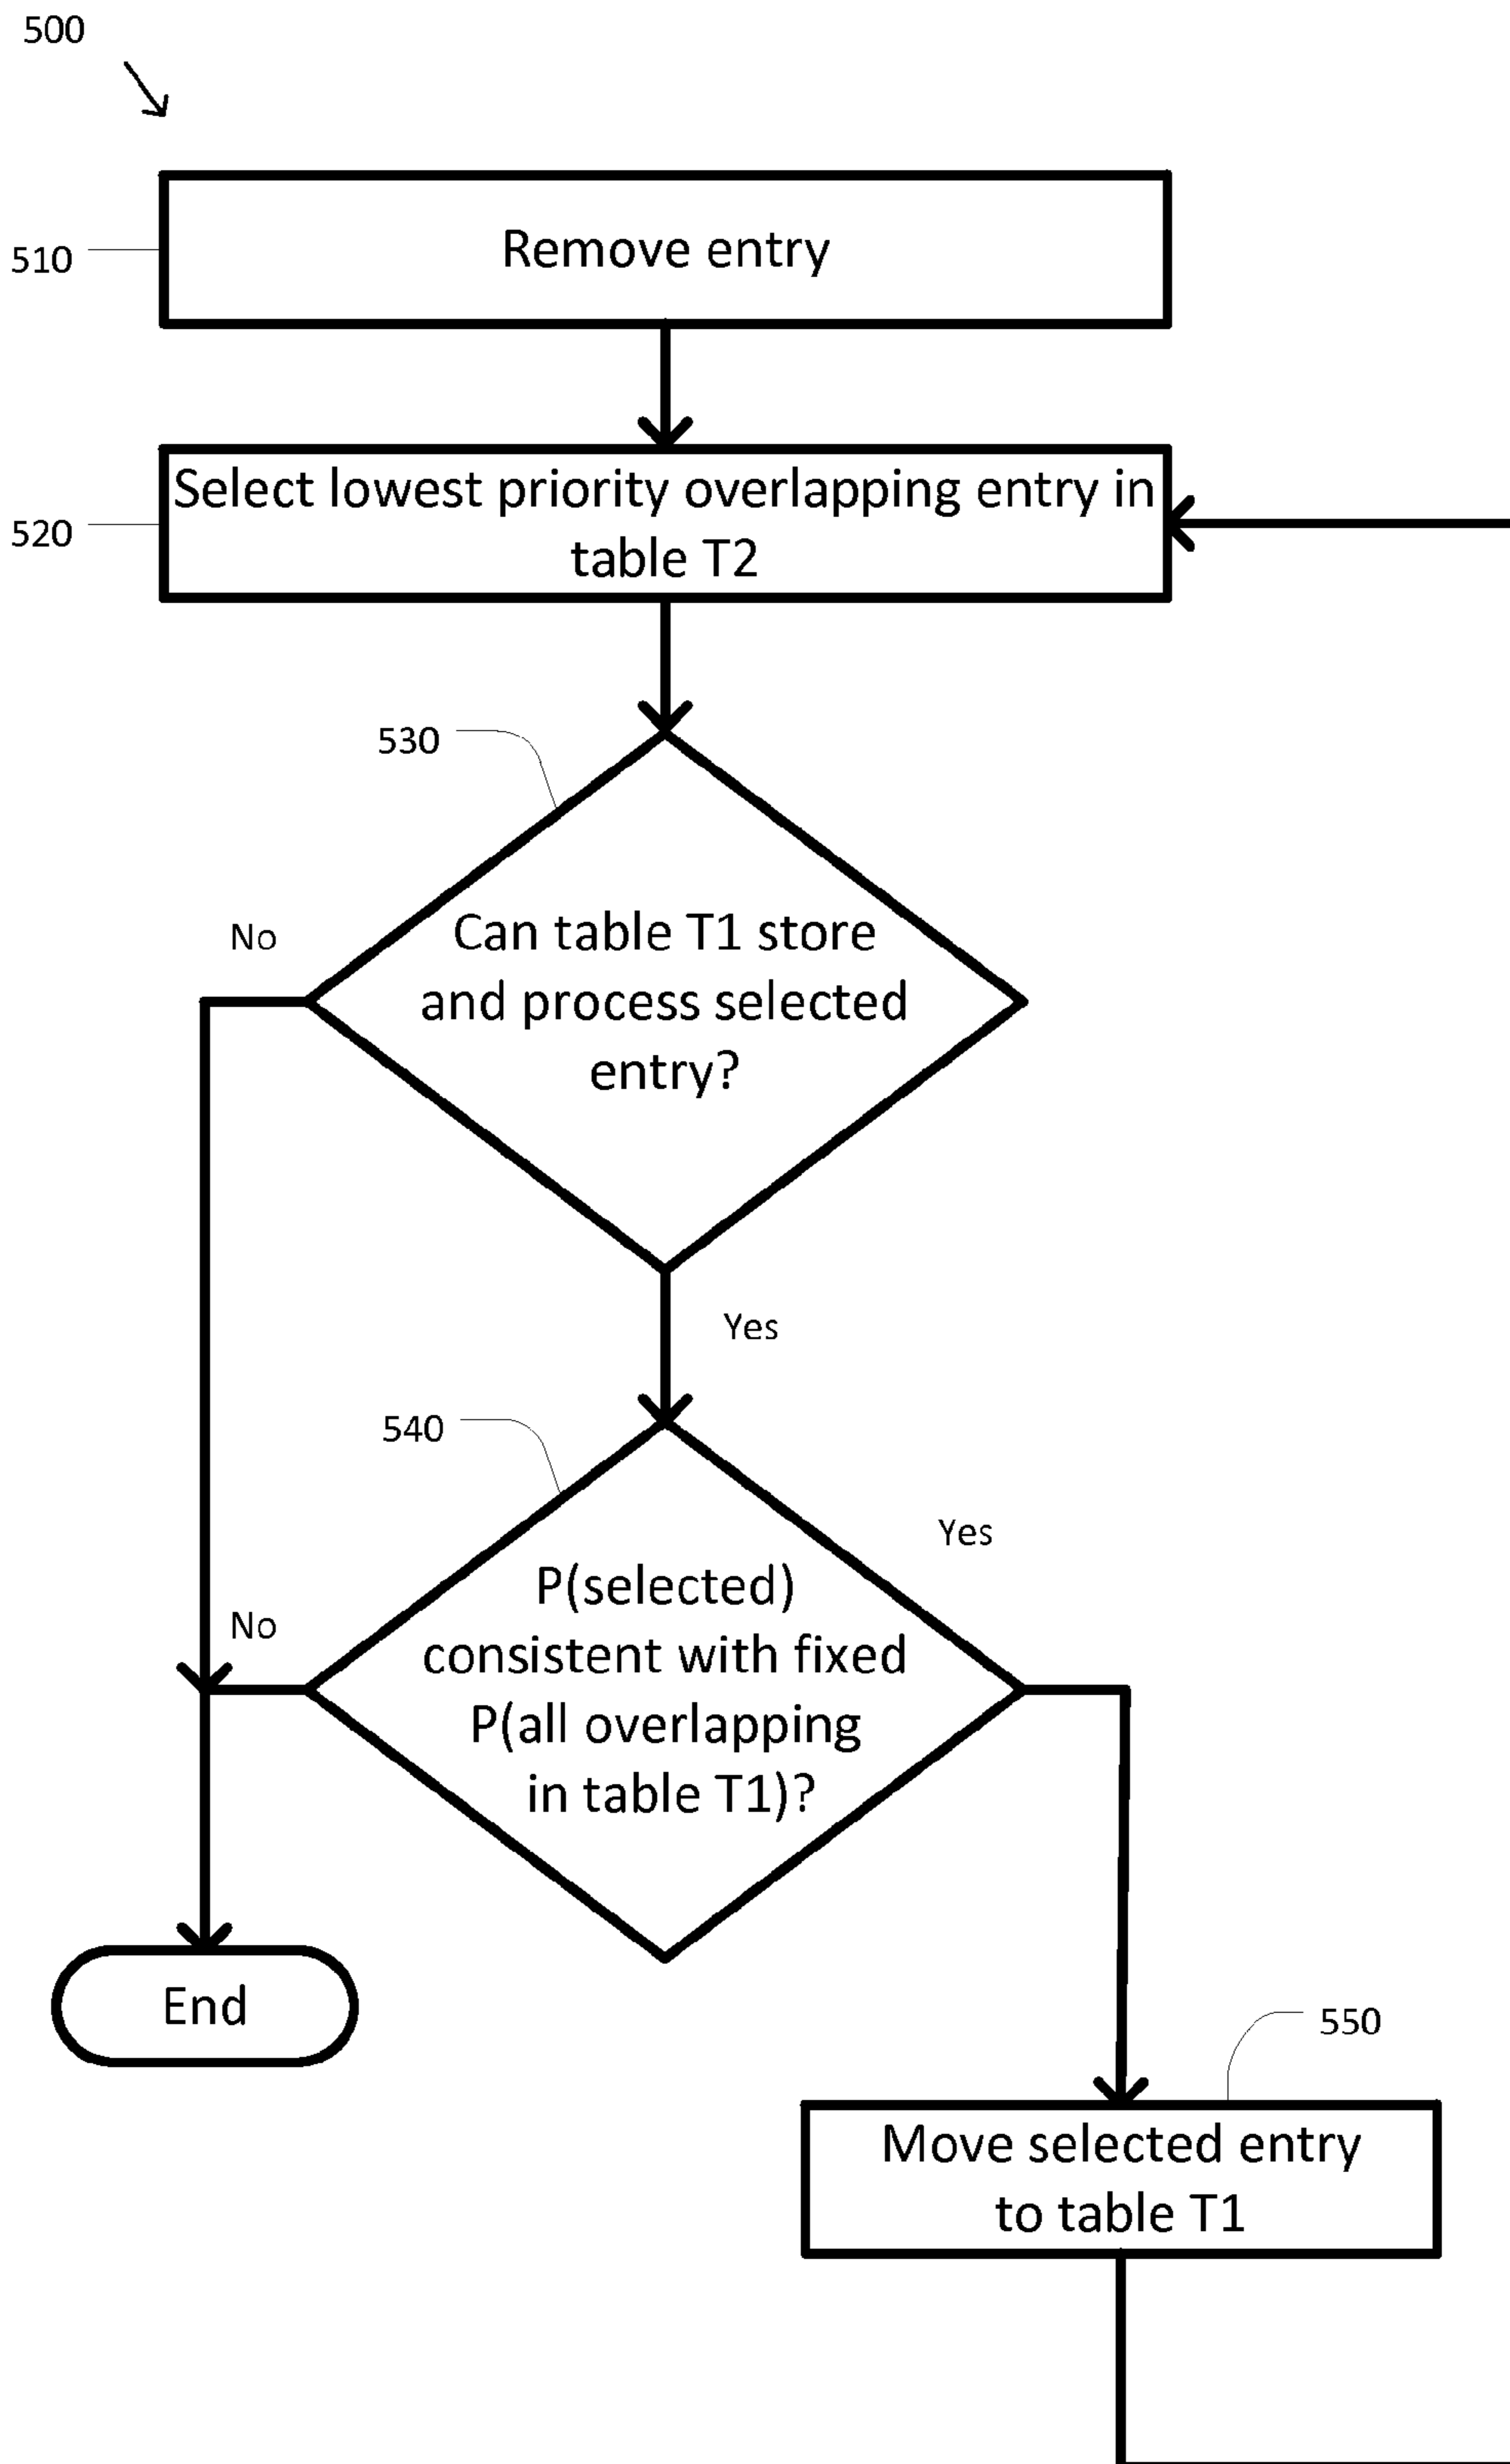 500
510
Remove entry
520
Select lowest priority overlapping entry in
table T2
530
No
Can table T1 store
and process selected
entry?
Yes
540
Yes
No
P(selected)
consistent with fixed
P(all overlapping
in table T1)?
End
550
Move selected entry
to table T1